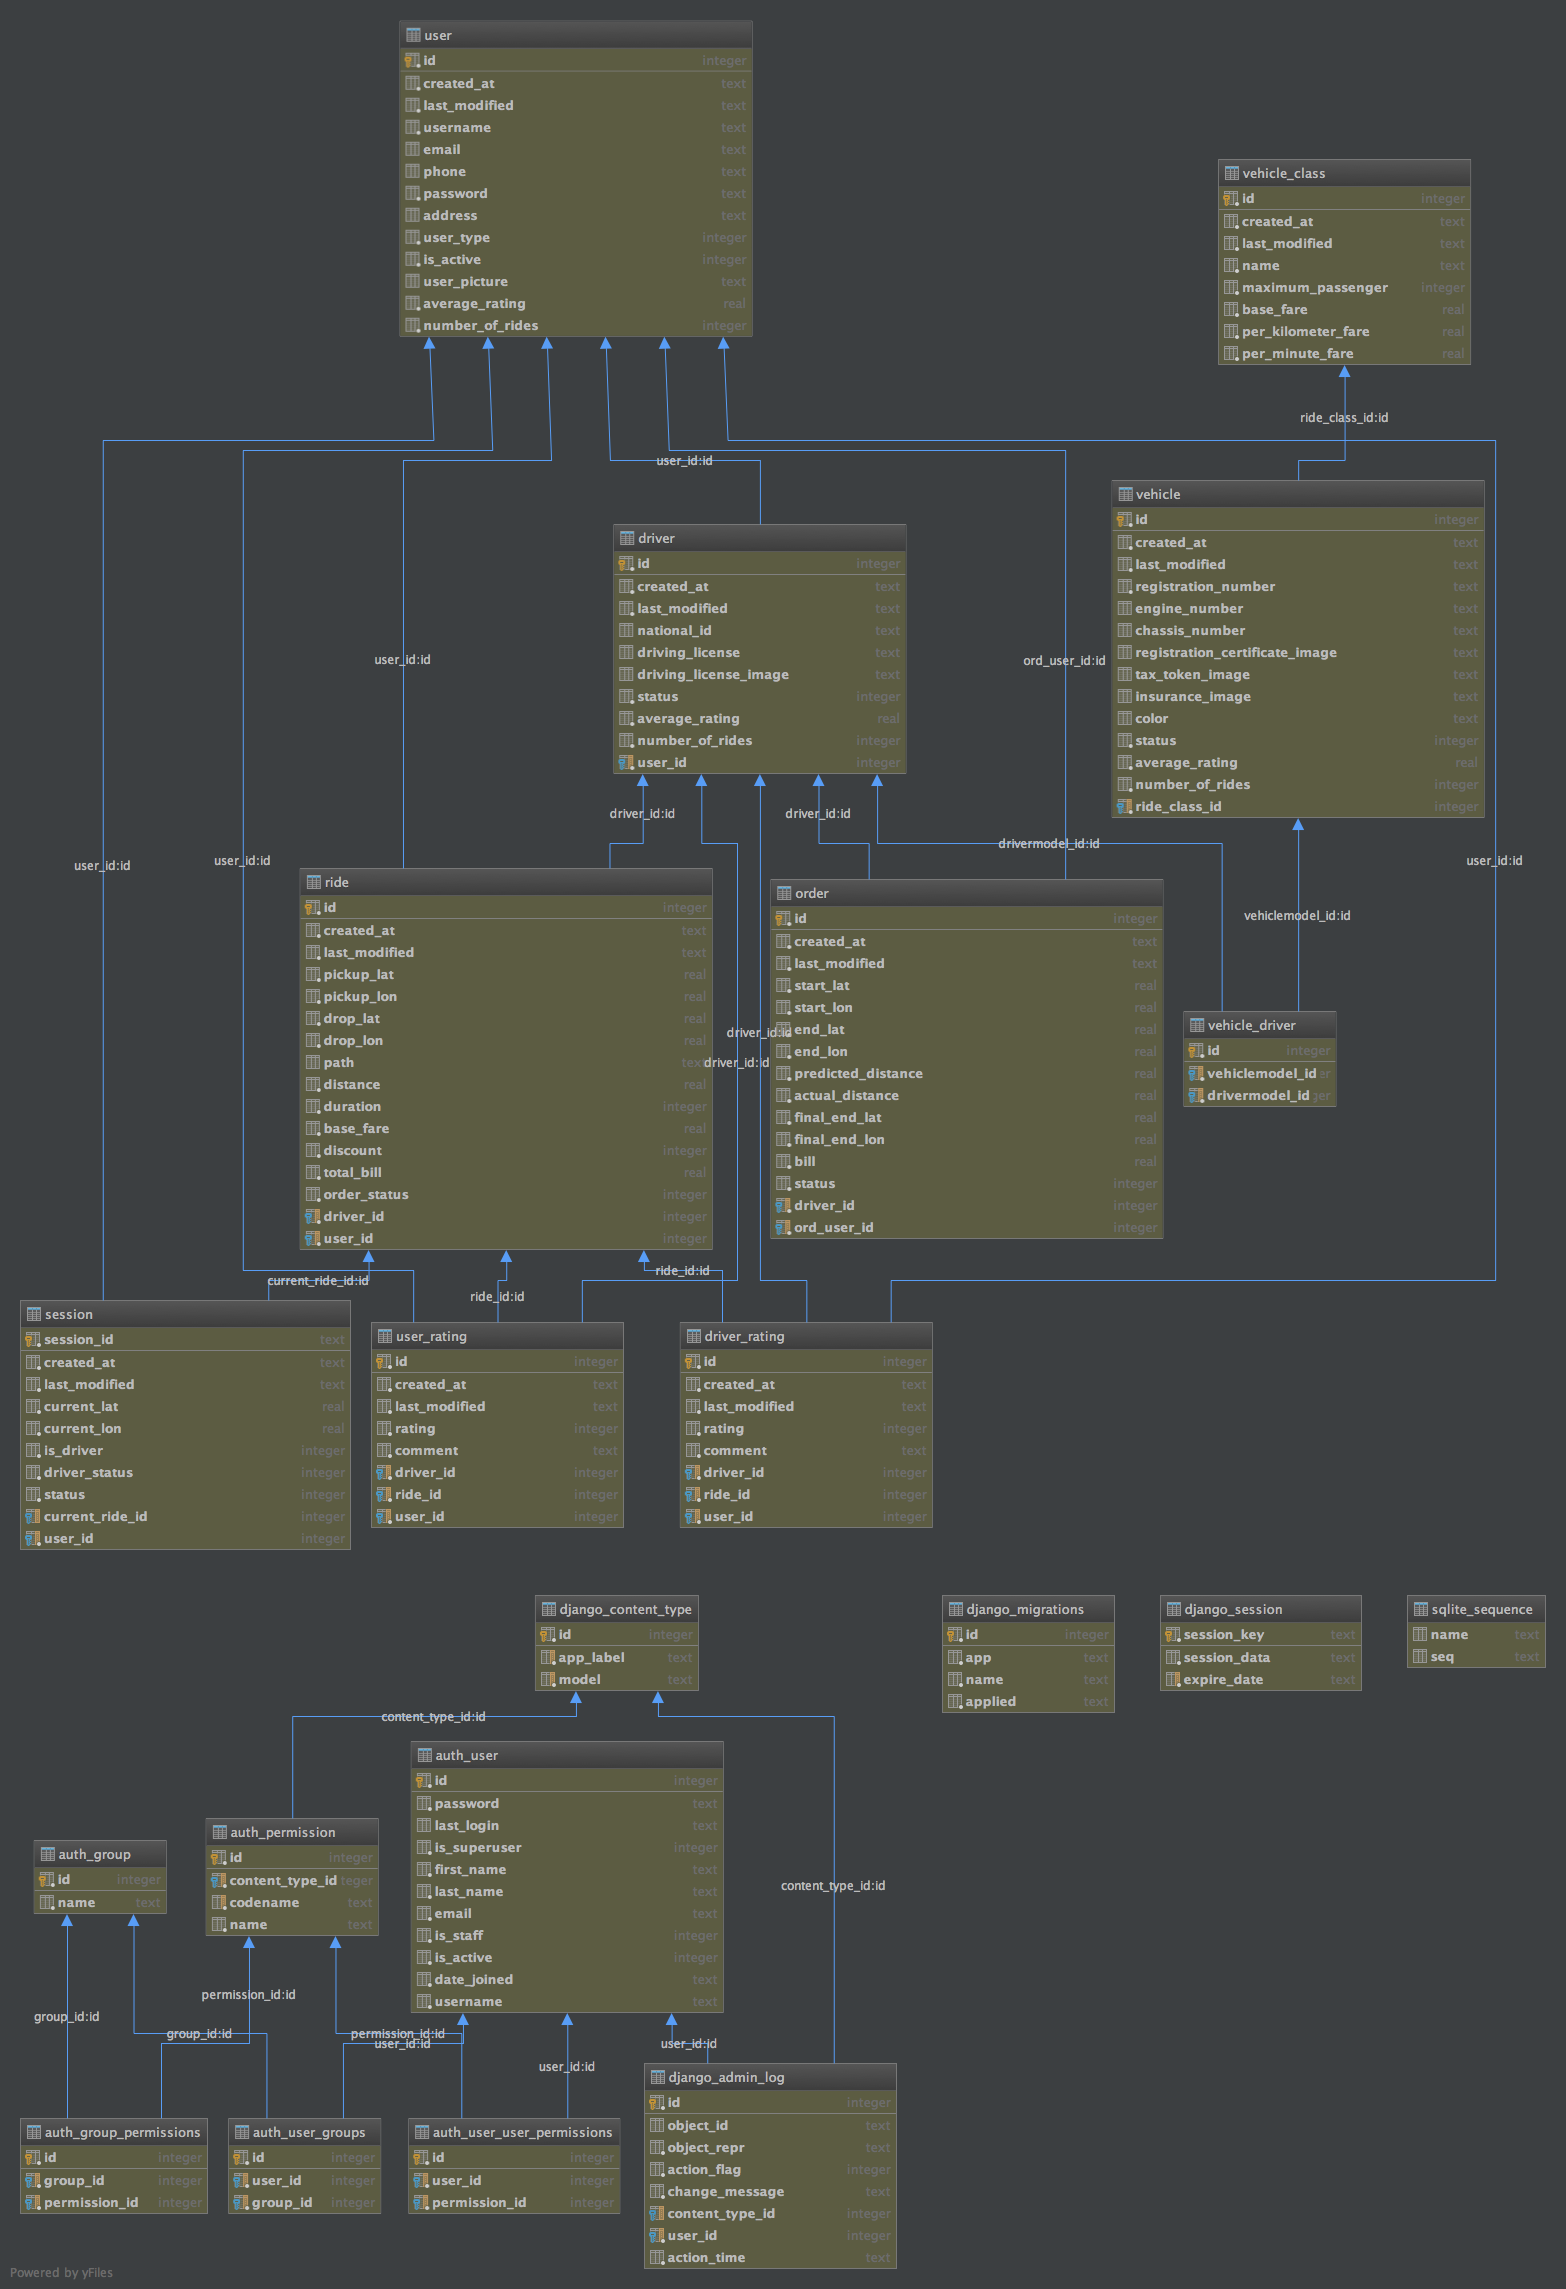 user
id integer
created_at text
last_modified text
username text
email text
phone text
password text
address text
user_type integer
is_active integer
user_picture text
average_rating real
number_of_rides integer
vehicle_class
id integer
created_at text
last_modified text
name text
maximum_passenger integer
base_fare real
per_kilometer_fare real
per_minute_fare real
ride_class_id:id
user_id:id
vehicle
id integer
created_at text
last_modified text
registration_number text
engine_number text
chassis_number text
registration_certificate_image text
tax_token_image text
insurance_image text
color text
status integer
average_rating real
number_of_rides integer
ride_class_id integer
driver
id integer
created_at text
last_modified text
national_id text
driving_license text
driving_license_image text
status integer
average_rating real
number_of_rides integer
user_id integer
user_id:id
ord_user_id:id
driver_id:id
driver_id:id
drivermodel_id:id
user_id:id
user_id:id
user_id:id
vehiclemodel_id:id
ride
id integer
created_at text
last_modified text
pickup_lat real
pickup_lon real
drop_lat real
drop_lon real
path text
distance real
duration integer
base_fare real
discount integer
total_bill real
order_status integer
driver_id integer
user_id integer
driver_id:id
driver_id:id
order
id integer
created_at text
last_modified text
start_lat real
start_lon real
end_lat real
end_lon real
predicted_distance real
actual_distance real
final_end_lat real
final_end_lon real
bill real
status integer
driver_id integer
ord_user_id integer
vehicle_driver
id integer
vehiclemodel_id er
drivermodel_id ger
current_ride_id:id
ride_id:id
ride_id:id
session
session_id text
created_at text
last_modified text
current_lat real
current_lon real
is_driver integer
driver_status integer
status integer
current_ride_id integer
user_id integer
user_rating
id integer
created_at text
last_modified text
rating integer
comment text
driver_id integer
ride_id integer
user_id integer
driver_rating
id integer
created_at text
last_modified text
rating integer
comment text
driver_id integer
ride_id integer
user_id integer
django_content_type
id integer
app_label text
model text
django_migrations
id integer
app text
name text
applied text
django_session
session_key text
session_data text
expire_date text
sqlite_sequence
name text
seq text
content_type_id:id
auth_user
id integer
password text
last_login text
is_superuser integer
first_name text
last_name text
email text
is_staff integer
is_active integer
date_joined text
username text
auth_permission
id integer
content_type_id teger
codename text
name text
auth_group
id integer
name text
content_type_id:id
permission_id:id
group_id:id
group_id:id
permission_id:id
user_id:id
user_id:id
user_id:id
django_admin_log
id integer
object_id text
object_repr text
action_flag integer
change_message text
content_type_id integer
user_id integer
action_time text
auth_group_permissions
id integer
group_id integer
permission_id integer
auth_user_groups
id integer
user_id integer
group_id integer
auth_user_user_permissions
id integer
user_id integer
permission_id integer
Powered by yFiles